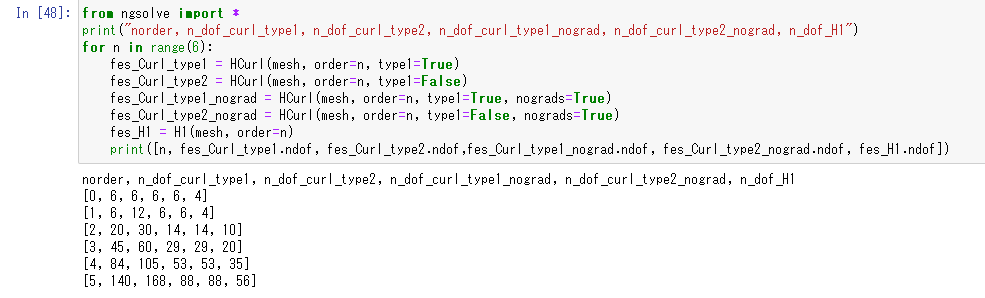 In [48]: from ngsolve import *
print("norder, n_dof_curl_type1, n_dof_curl_type2, n_dof_curl_type1_nograd, n_dof_curl_type2_nograd, n_dof_H1")
for n in range(6):
    fes_Curl_type1 = HCurl(mesh, order=n, type1=True)
    fes_Curl_type2 = HCurl(mesh, order=n, type1=False)
    fes_Curl_type1_nograd = HCurl(mesh, order=n, type1=True, nograds=True)
    fes_Curl_type2_nograd = HCurl(mesh, order=n, type1=False, nograds=True)
    fes_H1 = H1(mesh, order=n)
    print([n, fes_Curl_type1.ndof, fes_Curl_type2.ndof,fes_Curl_type1_nograd.ndof, fes_Curl_type2_nograd.ndof, fes_H1.ndof])
norder, n_dof_curl_type1, n_dof_curl_type2, n_dof_curl_type1_nograd, n_dof_curl_type2_nograd, n_dof_H1
[0, 6, 6, 6, 6, 4]
[1, 6, 12, 6, 6, 4]
[2, 20, 30, 14, 14, 10]
[3, 45, 60, 29, 29, 20]
[4, 84, 105, 53, 53, 35]
[5, 140, 168, 88, 88, 56]